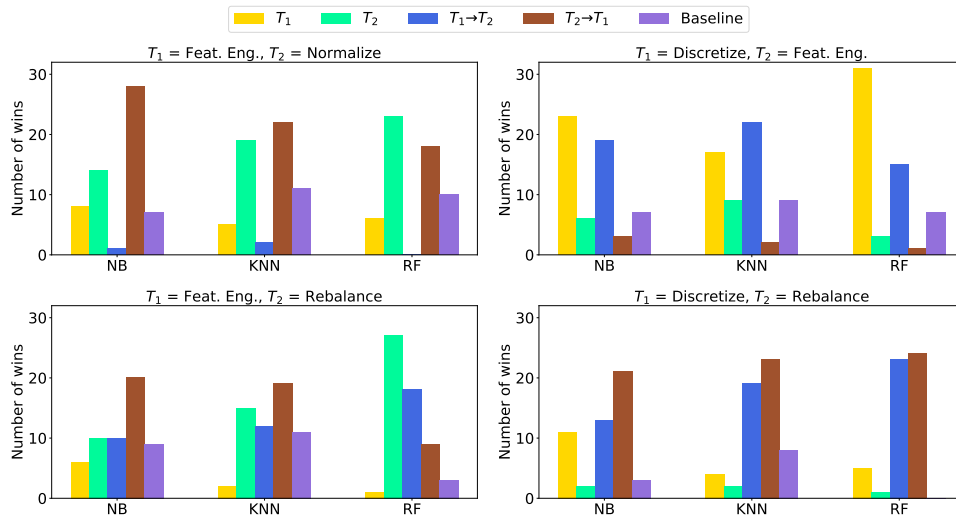 T₁ T₂ T₁→T₂ T₂→T₁ Baseline
T₁ = Feat. Eng., T₂ = Normalize
Number of wins
30
20
10
0
NB KNN RF
T₁ = Discretize, T₂ = Feat. Eng.
Number of wins
30
20
10
0
NB KNN RF
T₁ = Feat. Eng., T₂ = Rebalance
Number of wins
30
20
10
0
NB KNN RF
T₁ = Discretize, T₂ = Rebalance
Number of wins
30
20
10
0
NB KNN RF